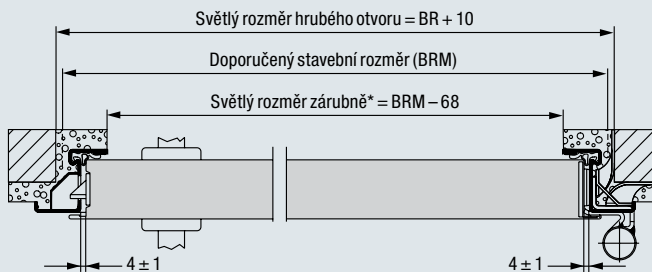 Světlý rozměr hrubého otvoru = BR + 10
Doporučený stavební rozměr (BRM)
Světlý rozměr zárubně* = BRM – 68
4 ± 1
4 ± 1